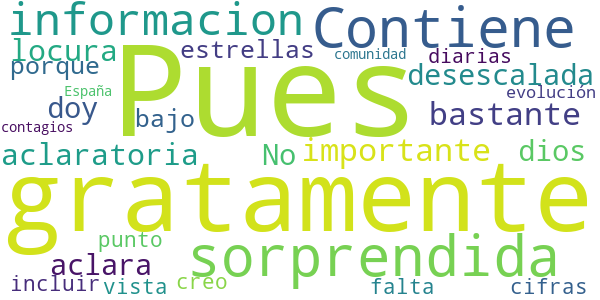 informacion Contiene
locura Pues estrellas comunidad diarias
porque desescalada
España evolución
doy bajo bastante
contagios
aclaratoria No importante dios
gratamente
punto sorprendida
aclara
incluir vista creo falta cifras